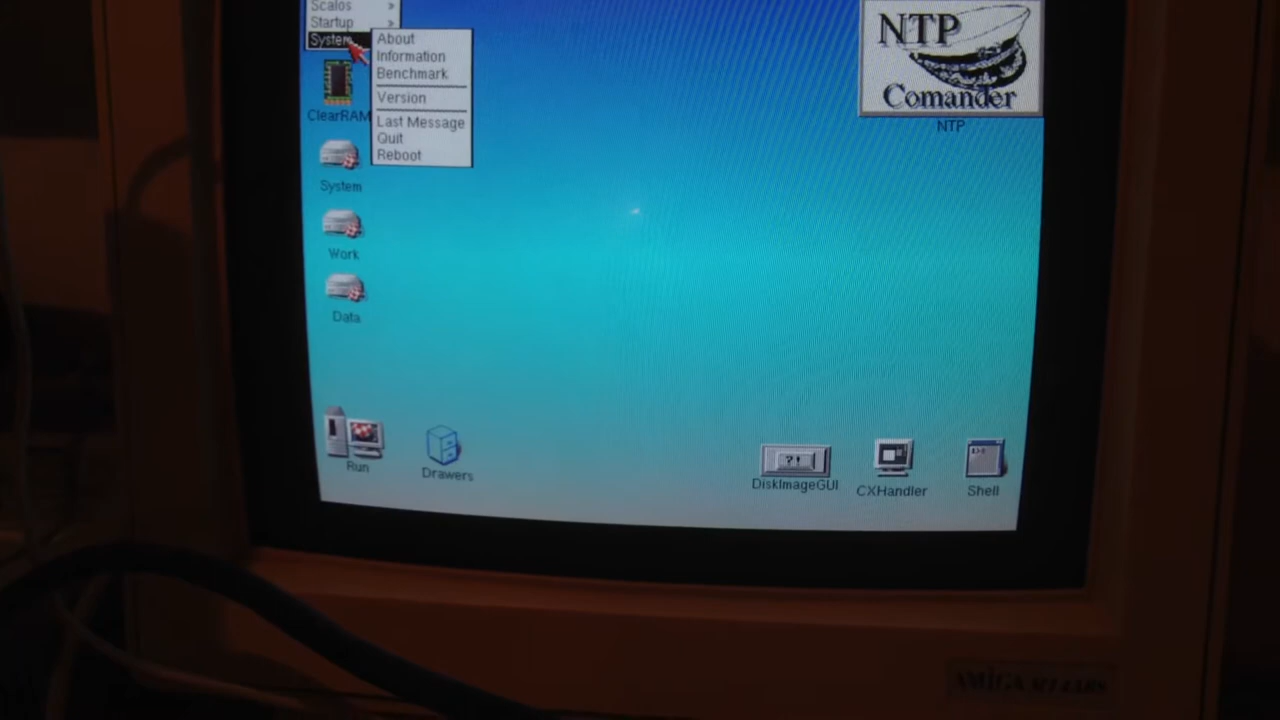 Scalos
Startup
System
About
Information
Benchmark
Version
Last Message
Quit
Reboot
NTP
Comander
NTP
ClearRAM
System
Work
Data
Run
Drawers
?!
DiskImageGUI
CXHandler
Shell
AMIGA